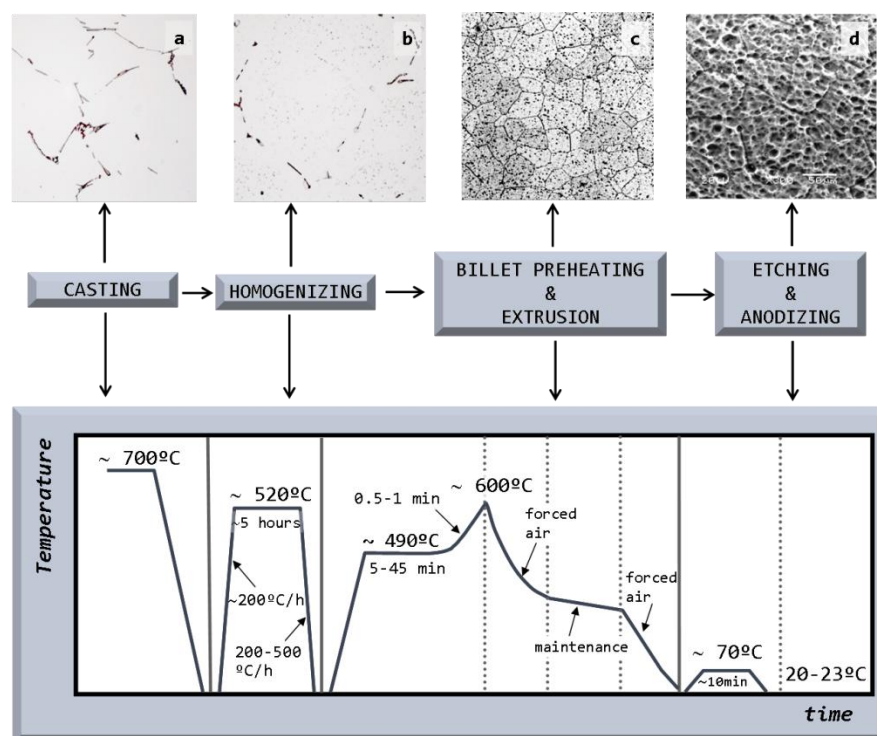 a
b
c
d
50µm
CASTING
HOMOGENIZING
BILLET PREHEATING
&
EXTRUSION
ETCHING
&
ANODIZING
Temperature
~ 700ºC
~ 520ºC
~5 hours
~200ºC/h
200-500
ºC/h
~ 490ºC
5-45 min
0.5-1 min
~ 600ºC
forced
air
maintenance
forced
air
~ 70ºC
~10min
20-23ºC
time